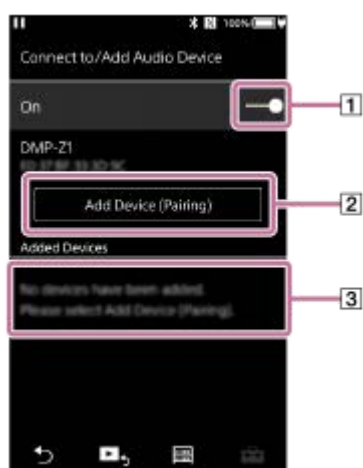 100%
Connect to/Add Audio Device
On
1
DMP-Z1
Add Device (Pairing)
2
Added Devices
No devices have been added.
Please select Add Device (Pairing).
3